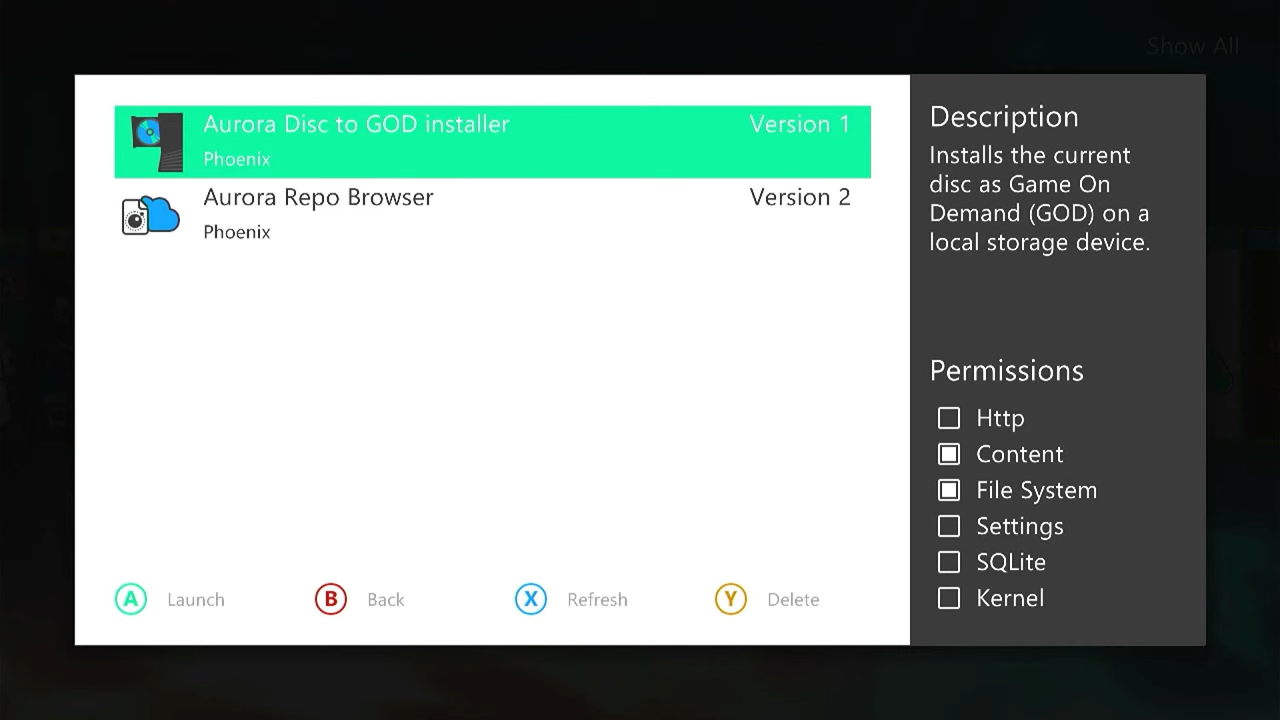 Show All
Aurora Disc to GOD installer
Version 1
Phoenix
Aurora Repo Browser
Version 2
Phoenix
A Launch
B Back
X Refresh
Y Delete
Description
Installs the current
disc as Game On
Demand (GOD) on a
local storage device.
Permissions
Http
Content
File System
Settings
SQLite
Kernel